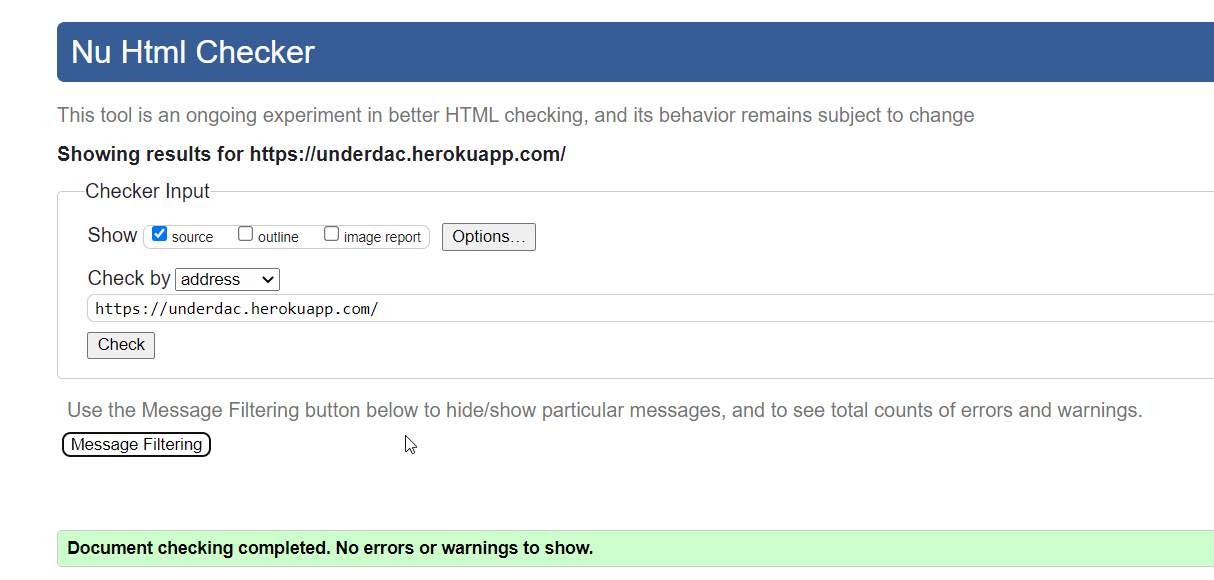 Nu Html Checker
This tool is an ongoing experiment in better HTML checking, and its behavior remains subject to change
Showing results for https://underdac.herokuapp.com/
Checker Input
Show source outline image report Options...
Check by address
https://underdac.herokuapp.com/
Check
Use the Message Filtering button below to hide/show particular messages, and to see total counts of errors and warnings.
Message Filtering
Document checking completed. No errors or warnings to show.